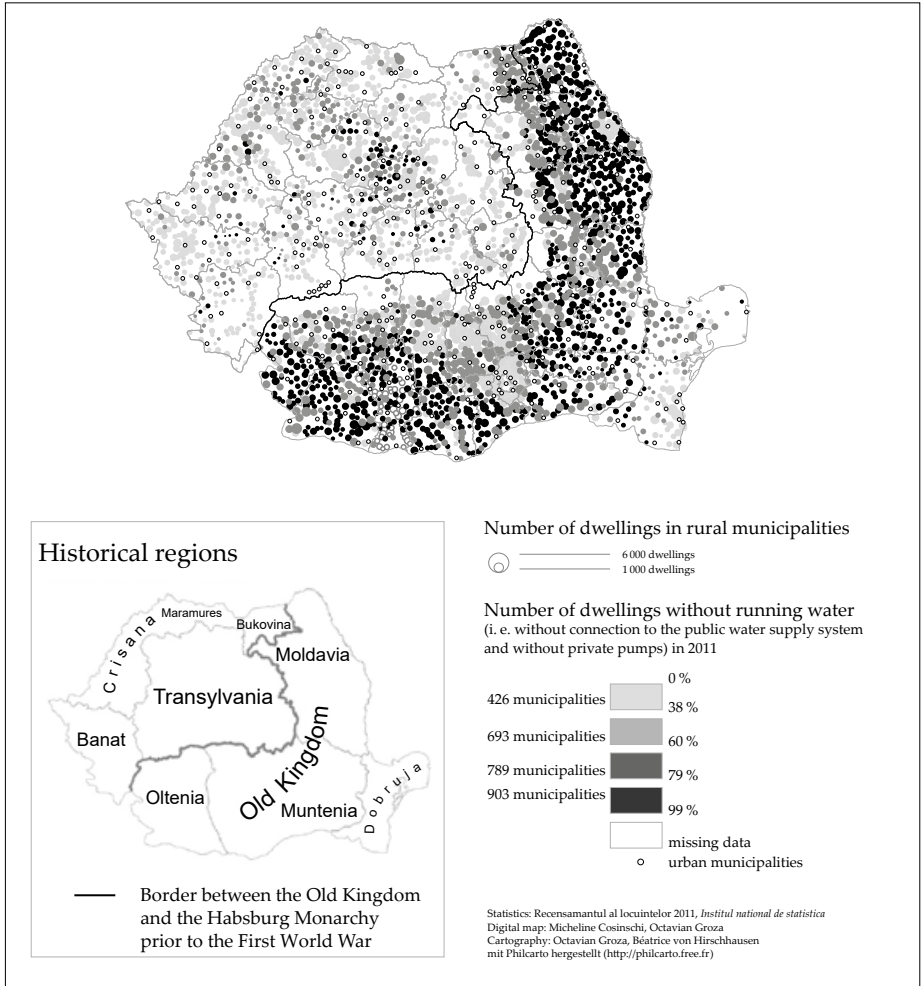 Historical regions
Maramures
Bukovina
Crisana
Moldavia
Transylvania
Banat
Old Kingdom
Oltenia
Muntenia
Dobruja
Border between the Old Kingdom
and the Habsburg Monarchy
prior to the First World War
Number of dwellings in rural municipalities
6 000 dwellings
1 000 dwellings
Number of dwellings without running water
(i. e. without connection to the public water supply system
and without private pumps) in 2011
0 %
426 municipalities
38 %
693 municipalities
60 %
789 municipalities
79 %
903 municipalities
99 %
missing data
urban municipalities
Statistics: Recensamantul al locuintelor 2011, Institul national de statistica
Digital map: Micheline Cosinschi, Octavian Groza
Cartography: Octavian Groza, Béatrice von Hirschhausen
mit Philcarto hergestellt (http://philcarto.free.fr)